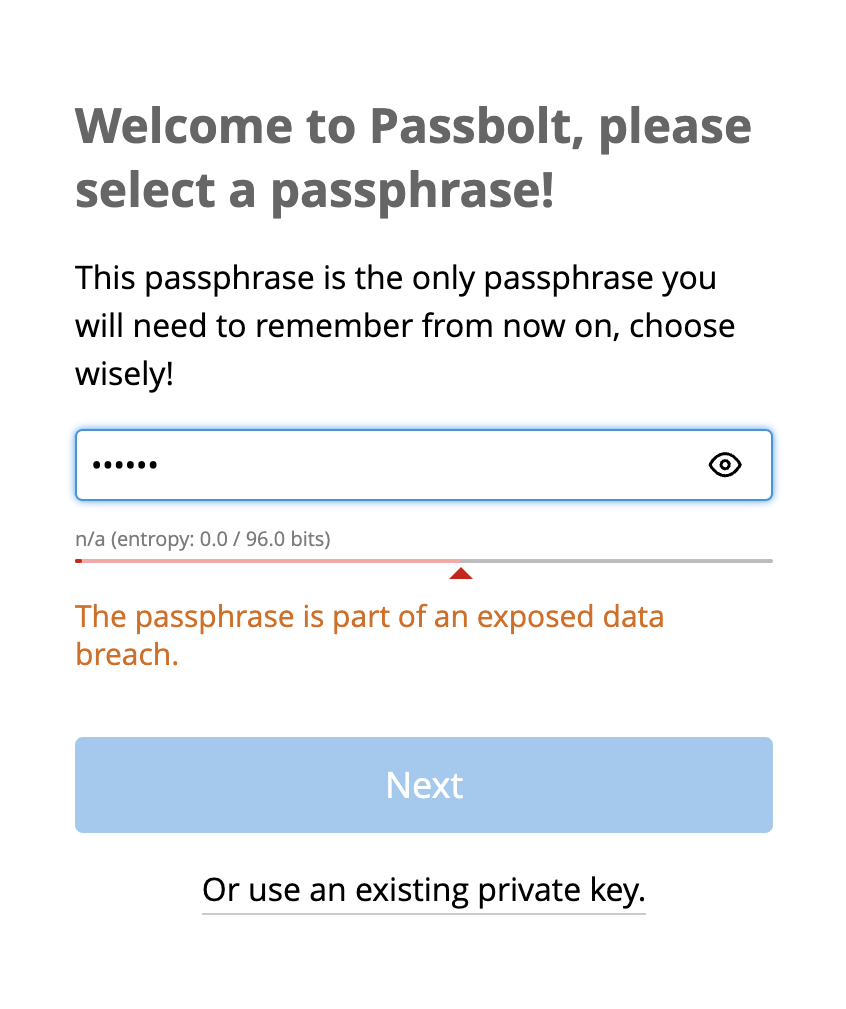 Welcome to Passbolt, please
select a passphrase!
This passphrase is the only passphrase you
will need to remember from now on, choose
wisely!
••••••
n/a (entropy: 0.0 / 96.0 bits)
The passphrase is part of an exposed data
breach.
Next
Or use an existing private key.